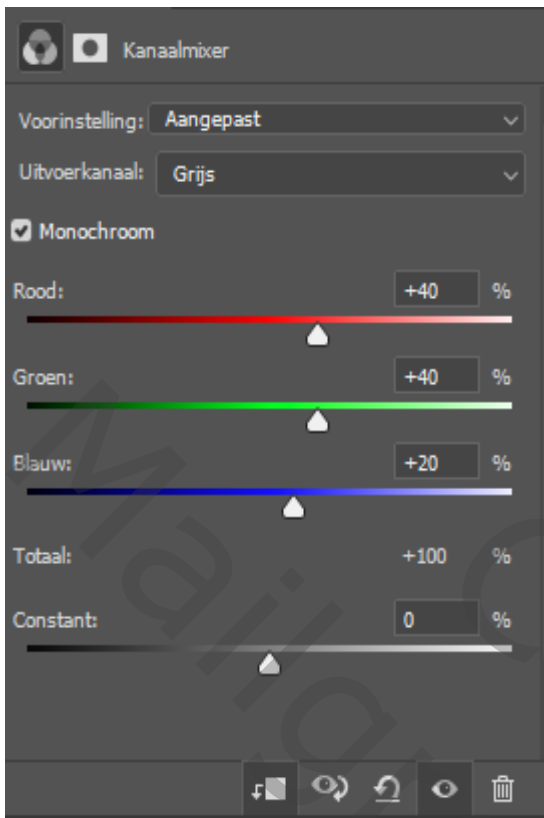 Kanaalmixer
Voorinstelling: Aangepast
Uitvoerkanaal: Grijs
Monochroom
Rood: +40 %
Groen: +40 %
Blauw: +20 %
Totaal: +100 %
Constant: 0 %